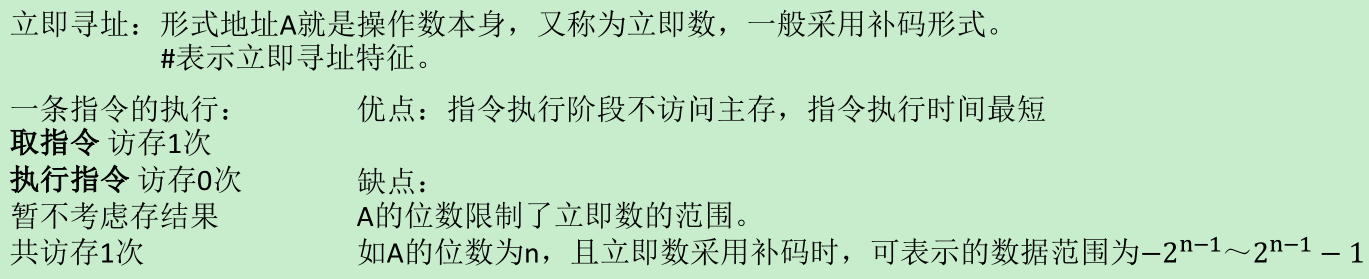 立即寻址：形式地址A就是操作数本身，又称为立即数，一般采用补码形式。
#表示立即寻址特征。
一条指令的执行：
取指令 访存1次
执行指令 访存0次
暂不考虑存结果
共访存1次
优点：指令执行阶段不访问主存，指令执行时间最短
缺点：
A的位数限制了立即数的范围。
如A的位数为n，且立即数采用补码时，可表示的数据范围为−2ⁿ⁻¹～2ⁿ⁻¹ − 1